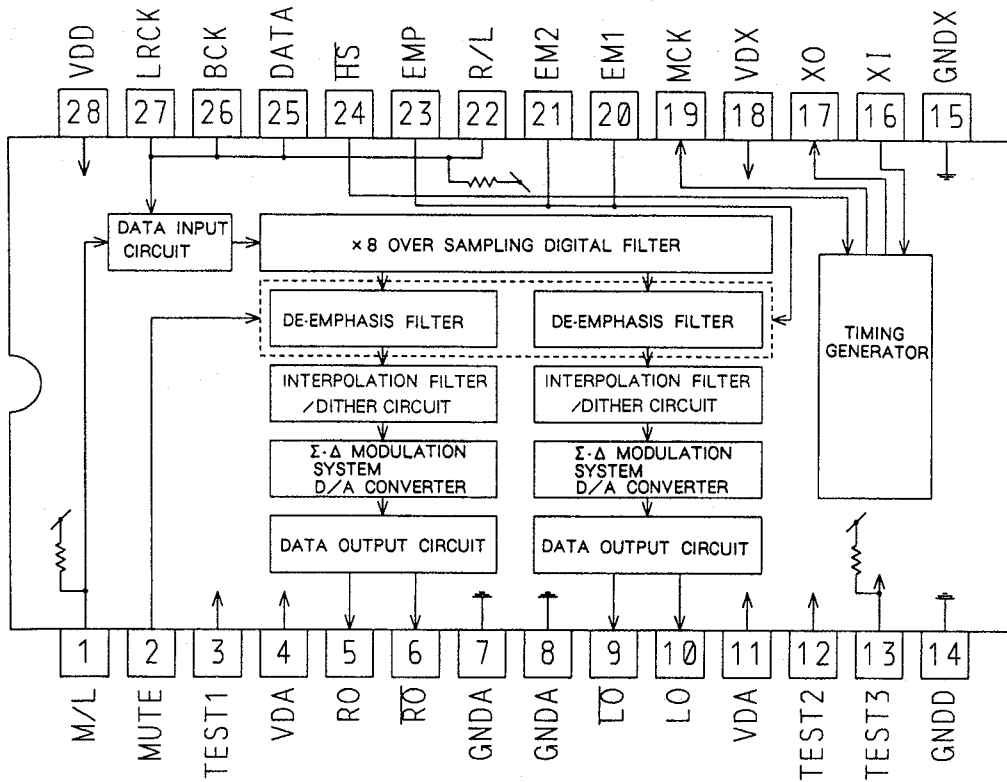 VDD LRCK BCK DATA H̅S̅ EMP R/L EM2 EM1 MCK VDX XO XI GNDX
28 27 26 25 24 23 22 21 20 19 18 17 16 15
DATA INPUT
CIRCUIT
×8 OVER SAMPLING DIGITAL FILTER
DE-EMPHASIS FILTER
DE-EMPHASIS FILTER
TIMING
GENERATOR
INTERPOLATION FILTER
/DITHER CIRCUIT
INTERPOLATION FILTER
/DITHER CIRCUIT
Σ·Δ MODULATION
SYSTEM
D/A CONVERTER
Σ·Δ MODULATION
SYSTEM
D/A CONVERTER
DATA OUTPUT CIRCUIT
DATA OUTPUT CIRCUIT
1 2 3 4 5 6 7 8 9 10 11 12 13 14
M/L MUTE TEST1 VDA RO R̅O̅ GNDA GNDA L̅O̅ LO VDA TEST2 TEST3 GNDD